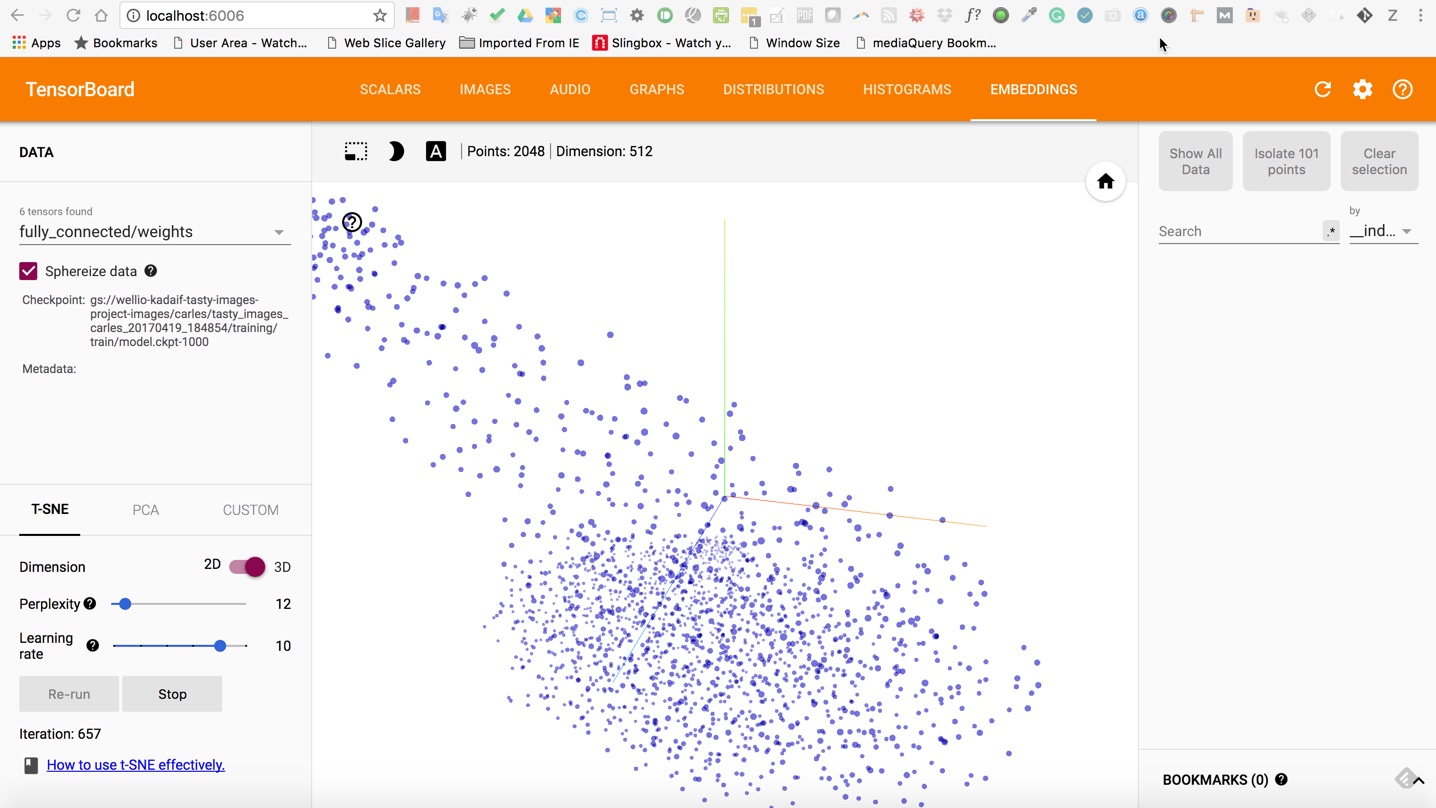 localhost:6006
PDF
1
f?
a
M
Z
Apps
Bookmarks
User Area - Watch...
Web Slice Gallery
Imported From IE
Slingbox - Watch y...
Window Size
mediaQuery Bookm...
TensorBoard
SCALARS
IMAGES
AUDIO
GRAPHS
DISTRIBUTIONS
HISTOGRAMS
EMBEDDINGS
DATA
A
Points: 2048
Dimension: 512
Show All
Data
Isolate 101
points
Clear
selection
6 tensors found
fully_connected/weights
Sphereize data
Checkpoint: gs://wellio-kadaif-tasty-images-
project-images/carles/tasty_images_
carles_20170419_184854/training/
train/model.ckpt-1000
Metadata:
by
Search
.*
__ind...
T-SNE
PCA
CUSTOM
Dimension
2D
3D
Perplexity
12
Learning
rate
10
Re-run
Stop
Iteration: 657
How to use t-SNE effectively.
BOOKMARKS (0)